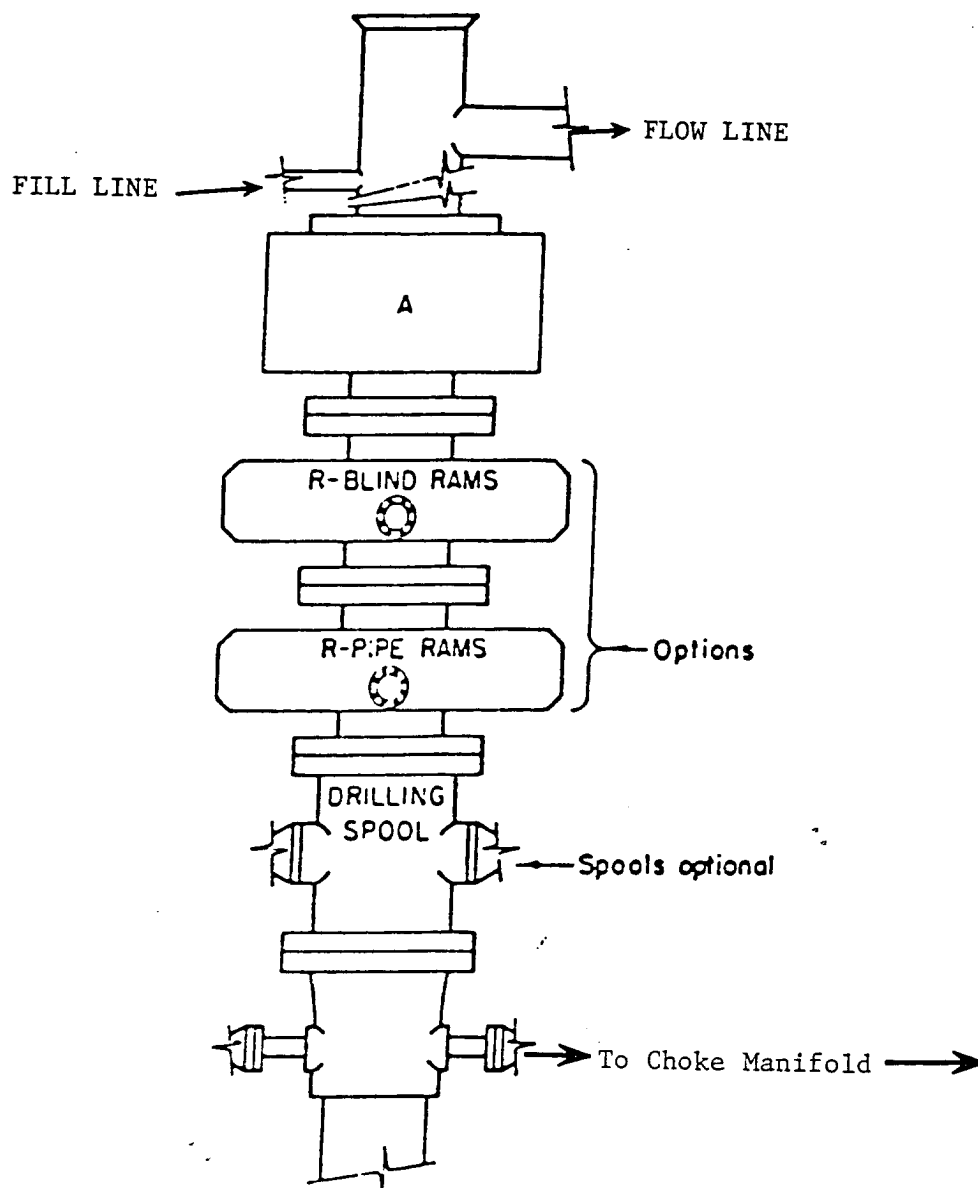 FLOW LINE
FILL LINE
A
R-BLIND RAMS
R-PIPE RAMS
Options
DRILLING
SPOOL
Spools optional
To Choke Manifold